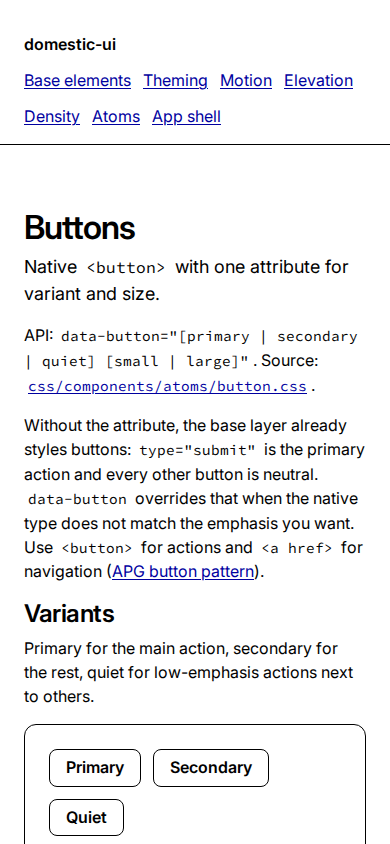 domestic-ui
Base elements Theming Motion Elevation
Density Atoms App shell
Buttons
Native <button> with one attribute for
variant and size.
API: data-button="[primary | secondary
| quiet] [small | large]" . Source:
css/components/atoms/button.css .
Without the attribute, the base layer already
styles buttons: type="submit" is the primary
action and every other button is neutral.
data-button overrides that when the native
type does not match the emphasis you want.
Use <button> for actions and <a href> for
navigation (APG button pattern).
Variants
Primary for the main action, secondary for
the rest, quiet for low-emphasis actions next
to others.
Primary Secondary
Quiet